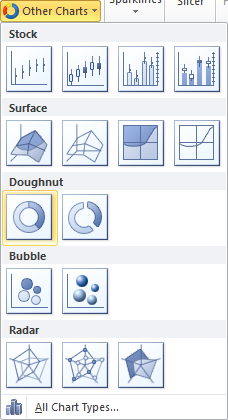 Other Charts
Sparklines
Slicer
Stock
Surface
Doughnut
Bubble
Radar
All Chart Types...